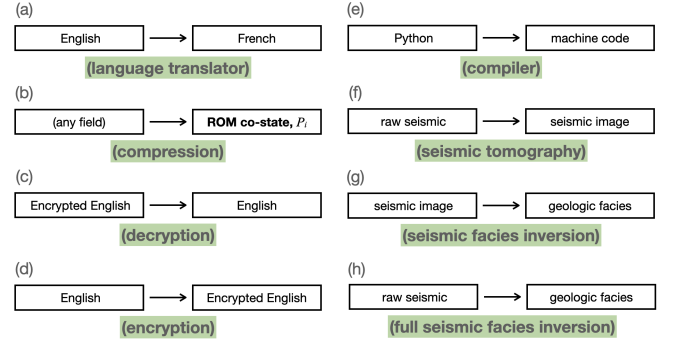 (a)
English
French
(language translator)
(b)
(any field)
ROM co-state, Pᵢ
(compression)
(c)
Encrypted English
English
(decryption)
(d)
English
Encrypted English
(encryption)
(e)
Python
machine code
(compiler)
(f)
raw seismic
seismic image
(seismic tomography)
(g)
seismic image
geologic facies
(seismic facies inversion)
(h)
raw seismic
geologic facies
(full seismic facies inversion)